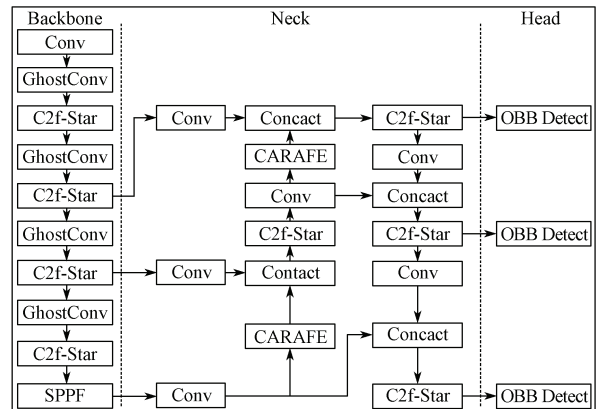 Backbone
Neck
Head
Conv
GhostConv
C2f-Star
GhostConv
C2f-Star
GhostConv
C2f-Star
GhostConv
C2f-Star
SPPF
Conv
Conv
Conv
Concact
CARAFE
Conv
C2f-Star
Contact
CARAFE
C2f-Star
Conv
Concact
C2f-Star
Conv
Concact
C2f-Star
OBB Detect
OBB Detect
OBB Detect